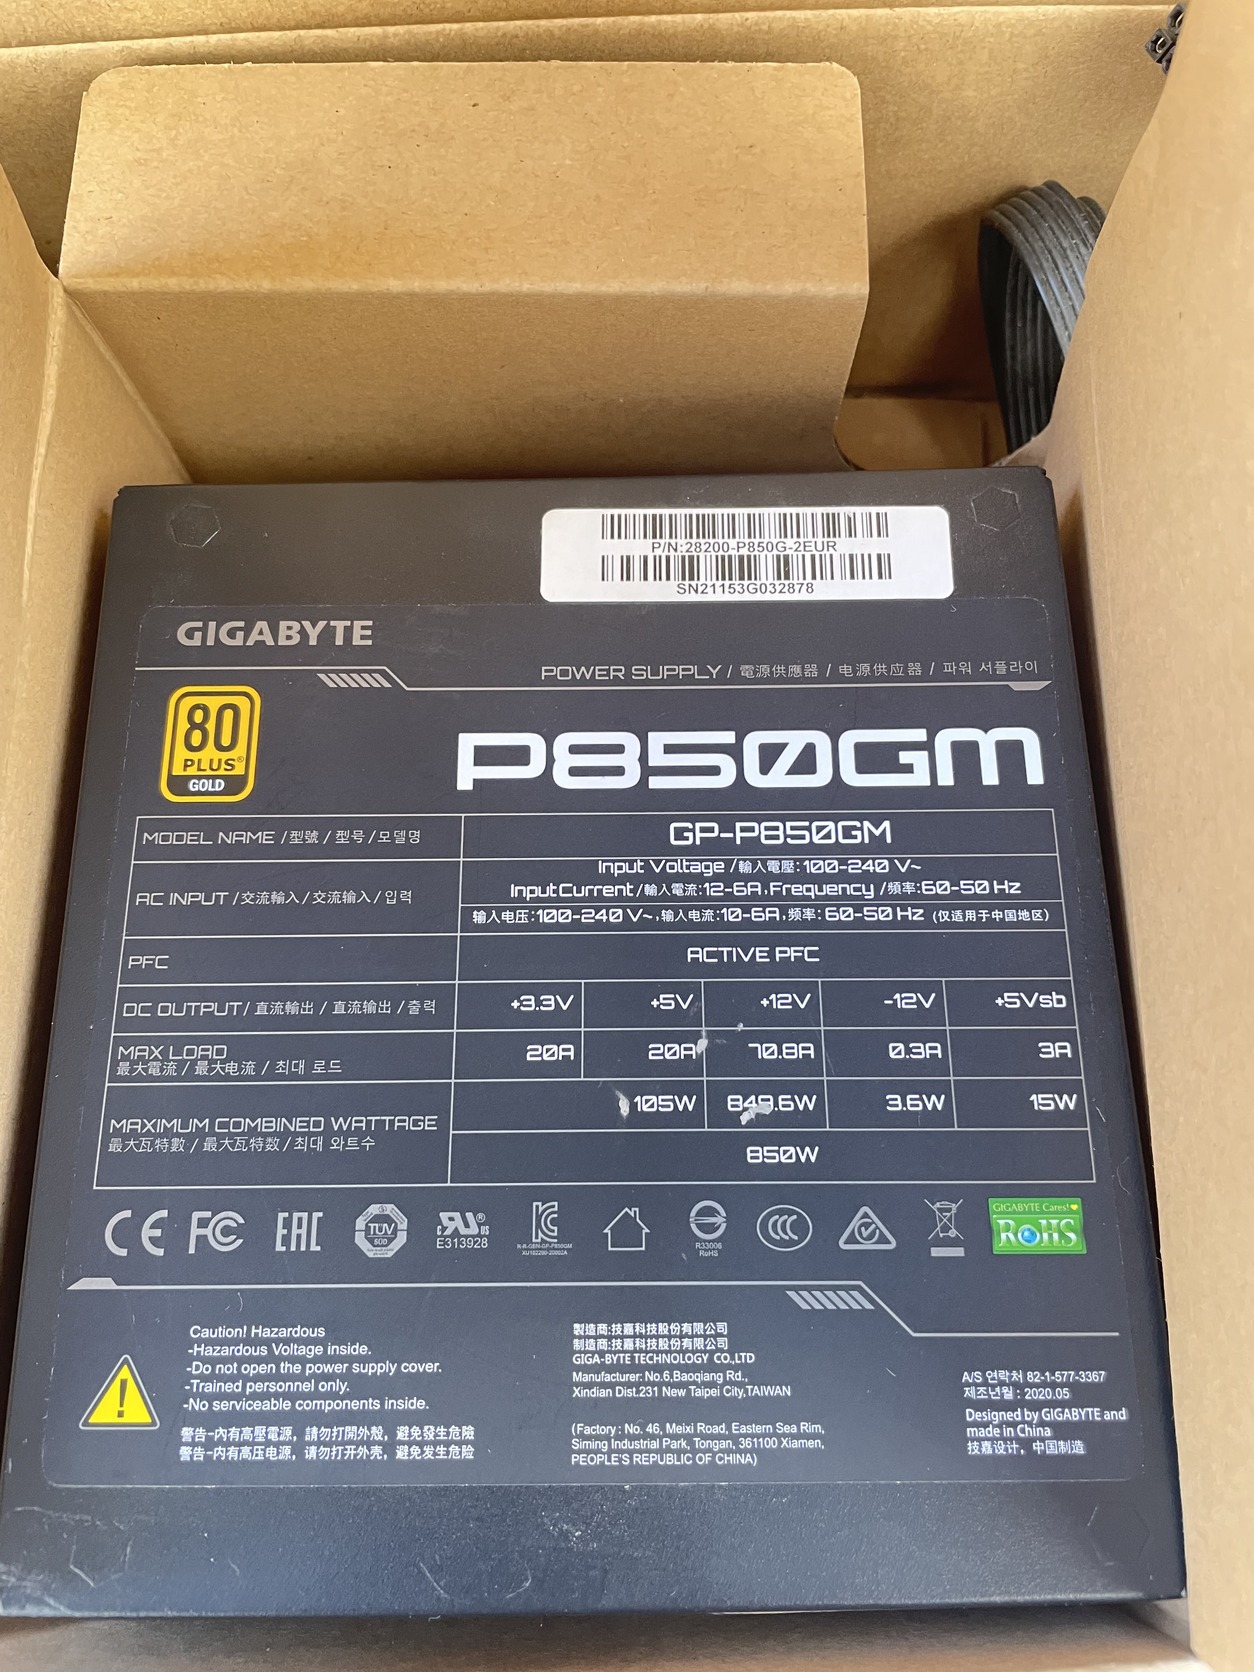 P/N:28200-P850G-2EUR
SN21153G032878
GIGABYTE
POWER SUPPLY / 電源供應器 / 电源供应器 / 파워 서플라이
80
PLUS®
GOLD
P850GM
MODEL NAME /型號 / 型号 /모델명
GP-P850GM
AC INPUT /交流輸入 / 交流输入 / 입력
Input Voltage /輸入電壓:100-240 V~
Input Current /輸入電流:12-6A, Frequency /頻率:60-50 Hz
输入电压:100-240 V~,输入电流:10-6A,频率: 60-50 Hz (仅适用于中国地区)
PFC
ACTIVE PFC
DC OUTPUT/ 直流輸出 / 直流输出 / 출력
+3.3V +5V +12V -12V +5Vsb
MAX LOAD
最大電流 / 最大电流 / 최대 로드
20A 20A 70.8A 0.3A 3A
MAXIMUM COMBINED WATTAGE
最大瓦特數 / 最大瓦特数 / 최대 와트수
105W 849.6W 3.6W 15W
850W
CE FC EAC
TÜV
SÜD
c RU ® US
E313928
R-R-GEN-GP-P850GM
R33006
RoHS
CCC
GIGABYTE Cares!
RoHS
Caution! Hazardous
-Hazardous Voltage inside.
-Do not open the power supply cover.
-Trained personnel only.
-No serviceable components inside.
警告-內有高壓電源，請勿打開外殼，避免發生危險
警告-内有高压电源，请勿打开外壳，避免发生危险
製造商:技嘉科技股份有限公司
制造商:技嘉科技股份有限公司
GIGA-BYTE TECHNOLOGY CO.,LTD
Manufacturer: No.6,Baoqiang Rd.,
Xindian Dist.231 New Taipei City,TAIWAN
(Factory : No. 46, Meixi Road, Eastern Sea Rim,
Siming Industrial Park, Tongan, 361100 Xiamen,
PEOPLE'S REPUBLIC OF CHINA)
A/S 연락처 82-1-577-3367
제조년월 : 2020.05
Designed by GIGABYTE and
made in China
技嘉设计，中国制造